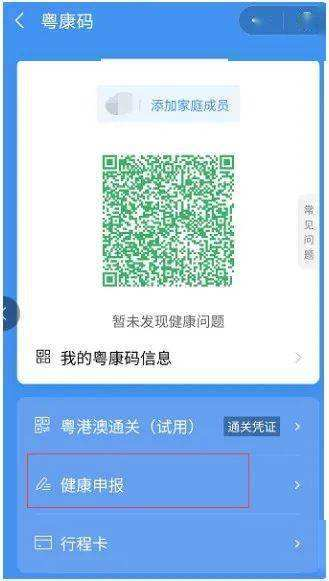 粤康码
添加家庭成员
常见问题
暂未发现健康问题
我的粤康码信息
粤港澳通关（试用） 通关凭证
健康申报
行程卡